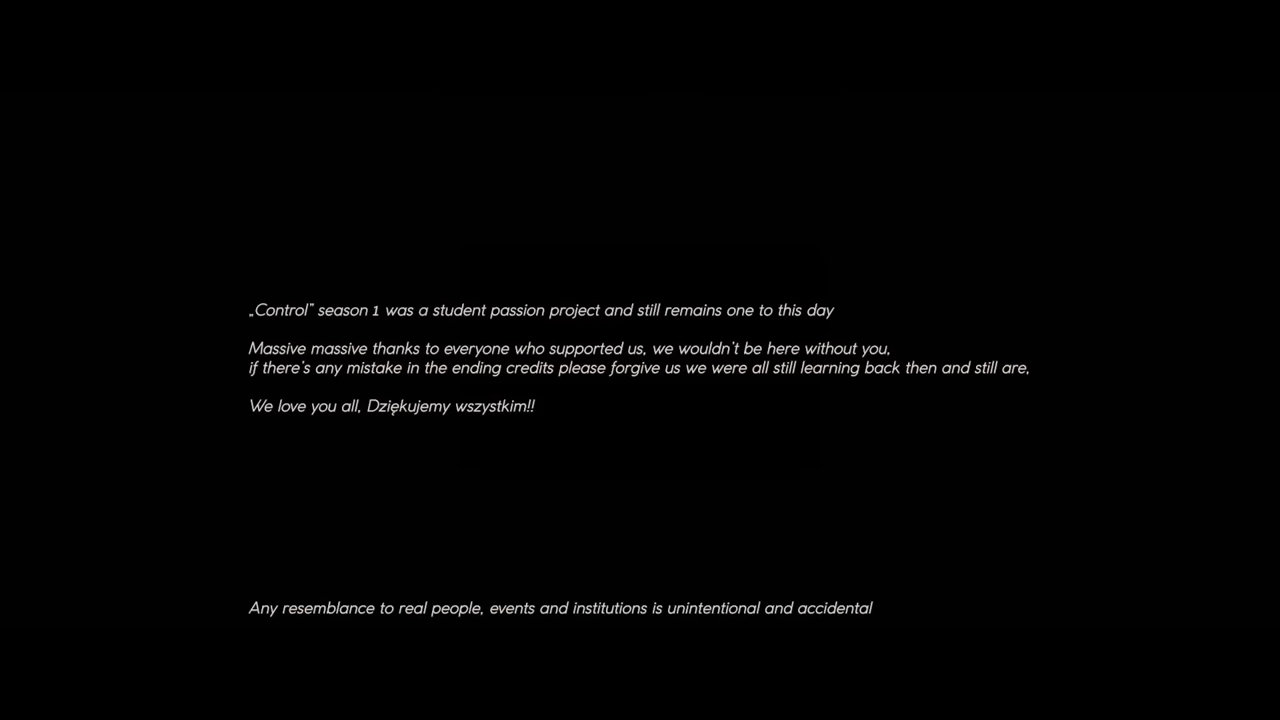 „Control” season 1 was a student passion project and still remains one to this day
Massive massive thanks to everyone who supported us, we wouldn't be here without you,
if there's any mistake in the ending credits please forgive us we were all still learning back then and still are,
We love you all, Dziękujemy wszystkim!!
Any resemblance to real people, events and institutions is unintentional and accidental